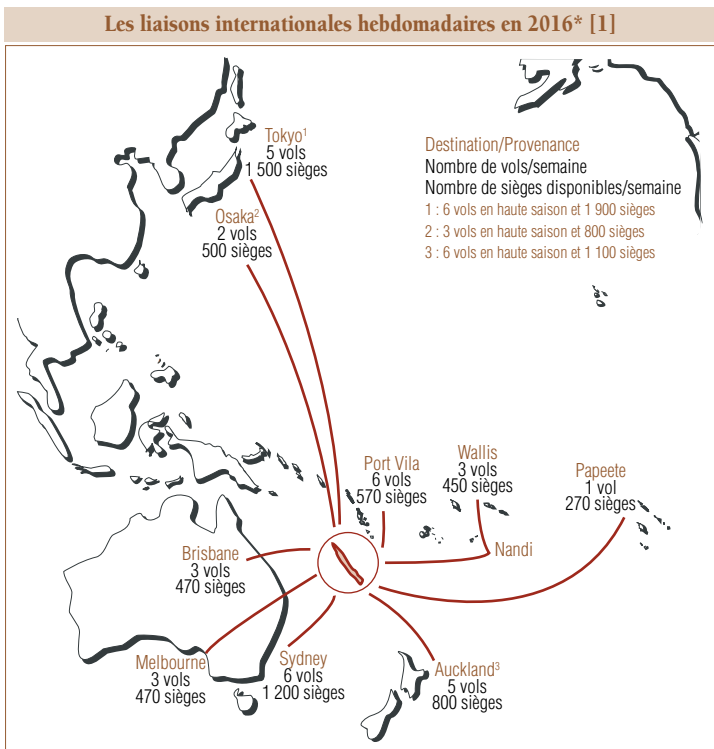 Les liaisons internationales hebdomadaires en 2016* [1]
Tokyo¹
5 vols
1 500 sièges
Osaka²
2 vols
500 sièges
Destination/Provenance
Nombre de vols/semaine
Nombre de sièges disponibles/semaine
1 : 6 vols en haute saison et 1 900 sièges
2 : 3 vols en haute saison et 800 sièges
3 : 6 vols en haute saison et 1 100 sièges
Port Vila
6 vols
570 sièges
Wallis
3 vols
450 sièges
Papeete
1 vol
270 sièges
Nandi
Brisbane
3 vols
470 sièges
Melbourne
3 vols
470 sièges
Sydney
6 vols
1 200 sièges
Auckland³
5 vols
800 sièges